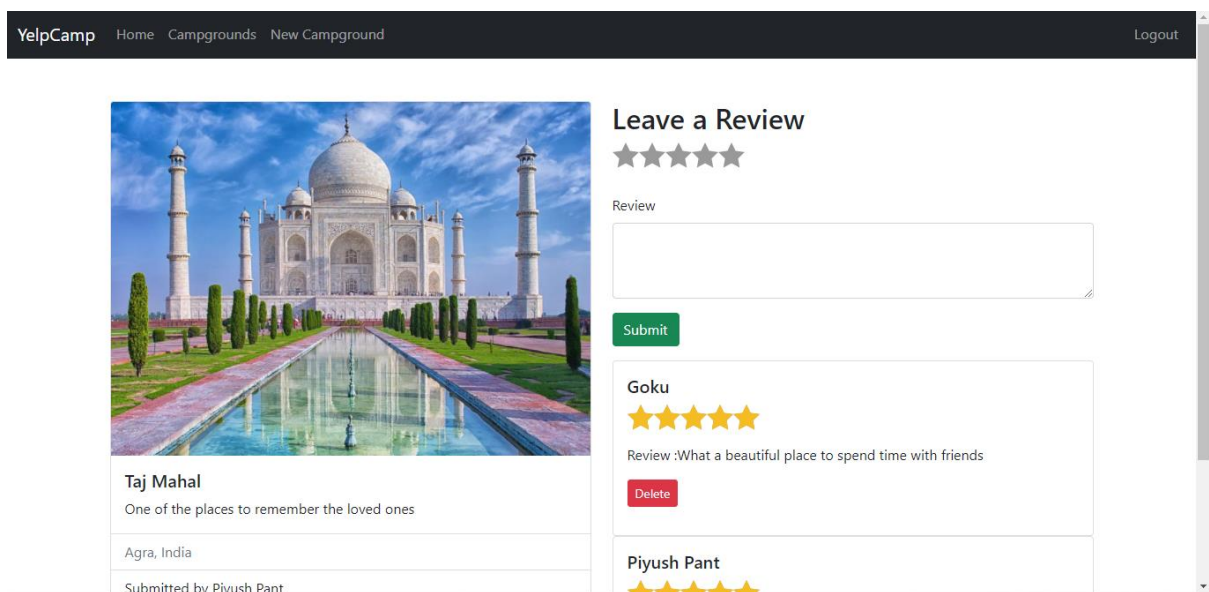 YelpCamp Home Campgrounds New Campground Logout
Taj Mahal
One of the places to remember the loved ones
Agra, India
Submitted by Piyush Pant
Leave a Review
Review
Submit
Goku
Review :What a beautiful place to spend time with friends
Delete
Piyush Pant